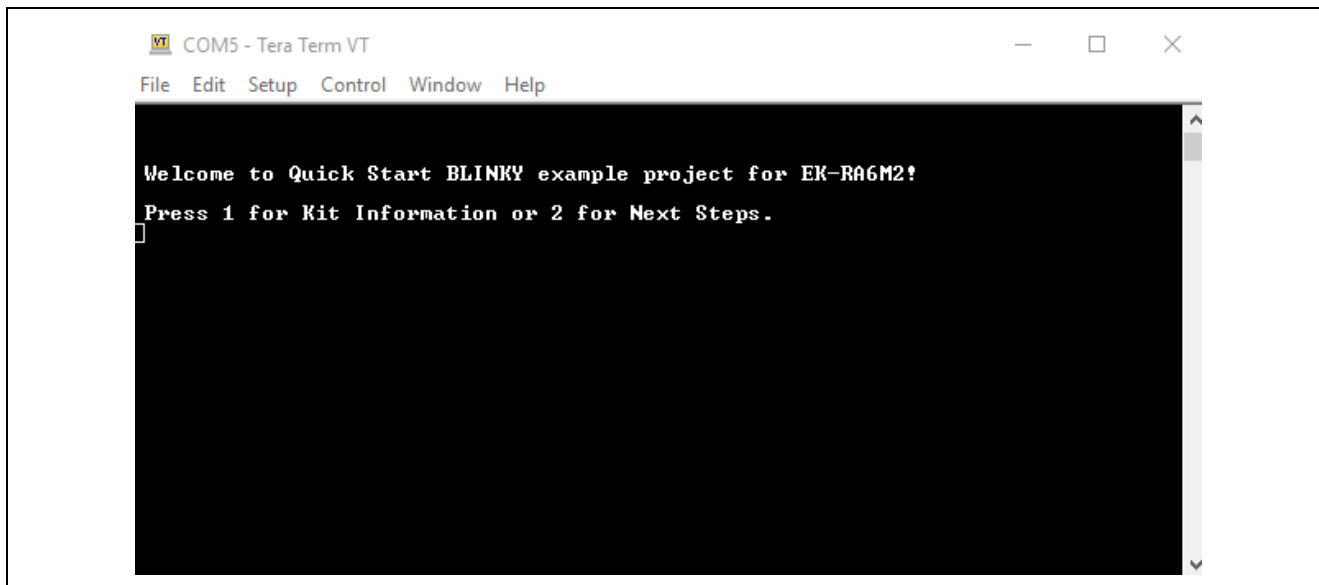 COM5 - Tera Term VT
File Edit Setup Control Window Help
Welcome to Quick Start BLINKY example project for EK-RA6M2!
Press 1 for Kit Information or 2 for Next Steps.